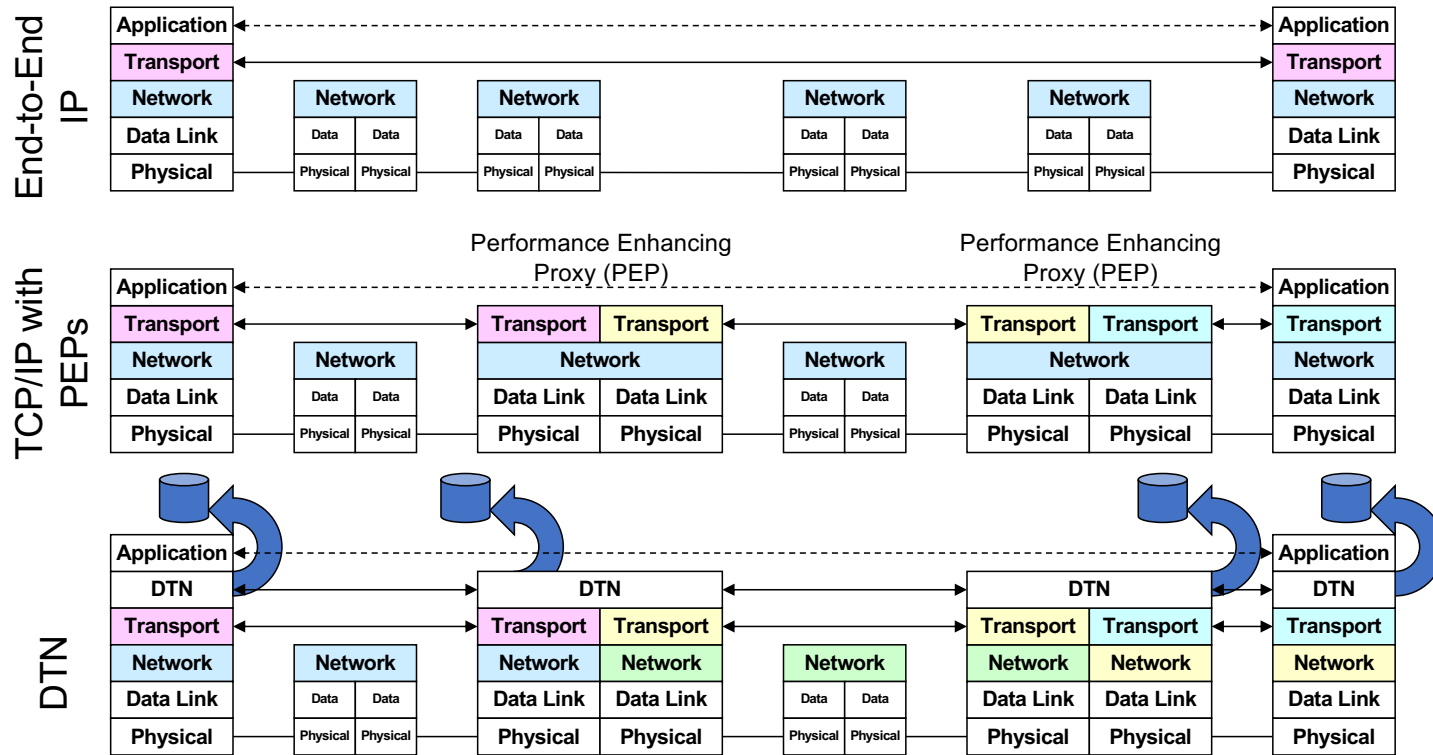 End-to-End
IP
Application Application
Transport Transport
Network Network Network Network Network Network
Data Link Data Data Data Data Data Data Data Data Data Link
Physical Physical Physical Physical Physical Physical Physical Physical Physical Physical
TCP/IP with
PEPs
Performance Enhancing Performance Enhancing
Proxy (PEP) Proxy (PEP)
Application Application
Transport Transport Transport Transport Transport Transport
Network Network Network Network Network Network
Data Link Data Data Data Link Data Link Data Data Data Link Data Link Data Link
Physical Physical Physical Physical Physical Physical Physical Physical Physical Physical
DTN
Application Application
DTN DTN DTN DTN
Transport Transport Transport Transport Transport Transport
Network Network Network Network Network Network Network Network
Data Link Data Data Data Link Data Link Data Data Data Link Data Link Data Link
Physical Physical Physical Physical Physical Physical Physical Physical Physical Physical